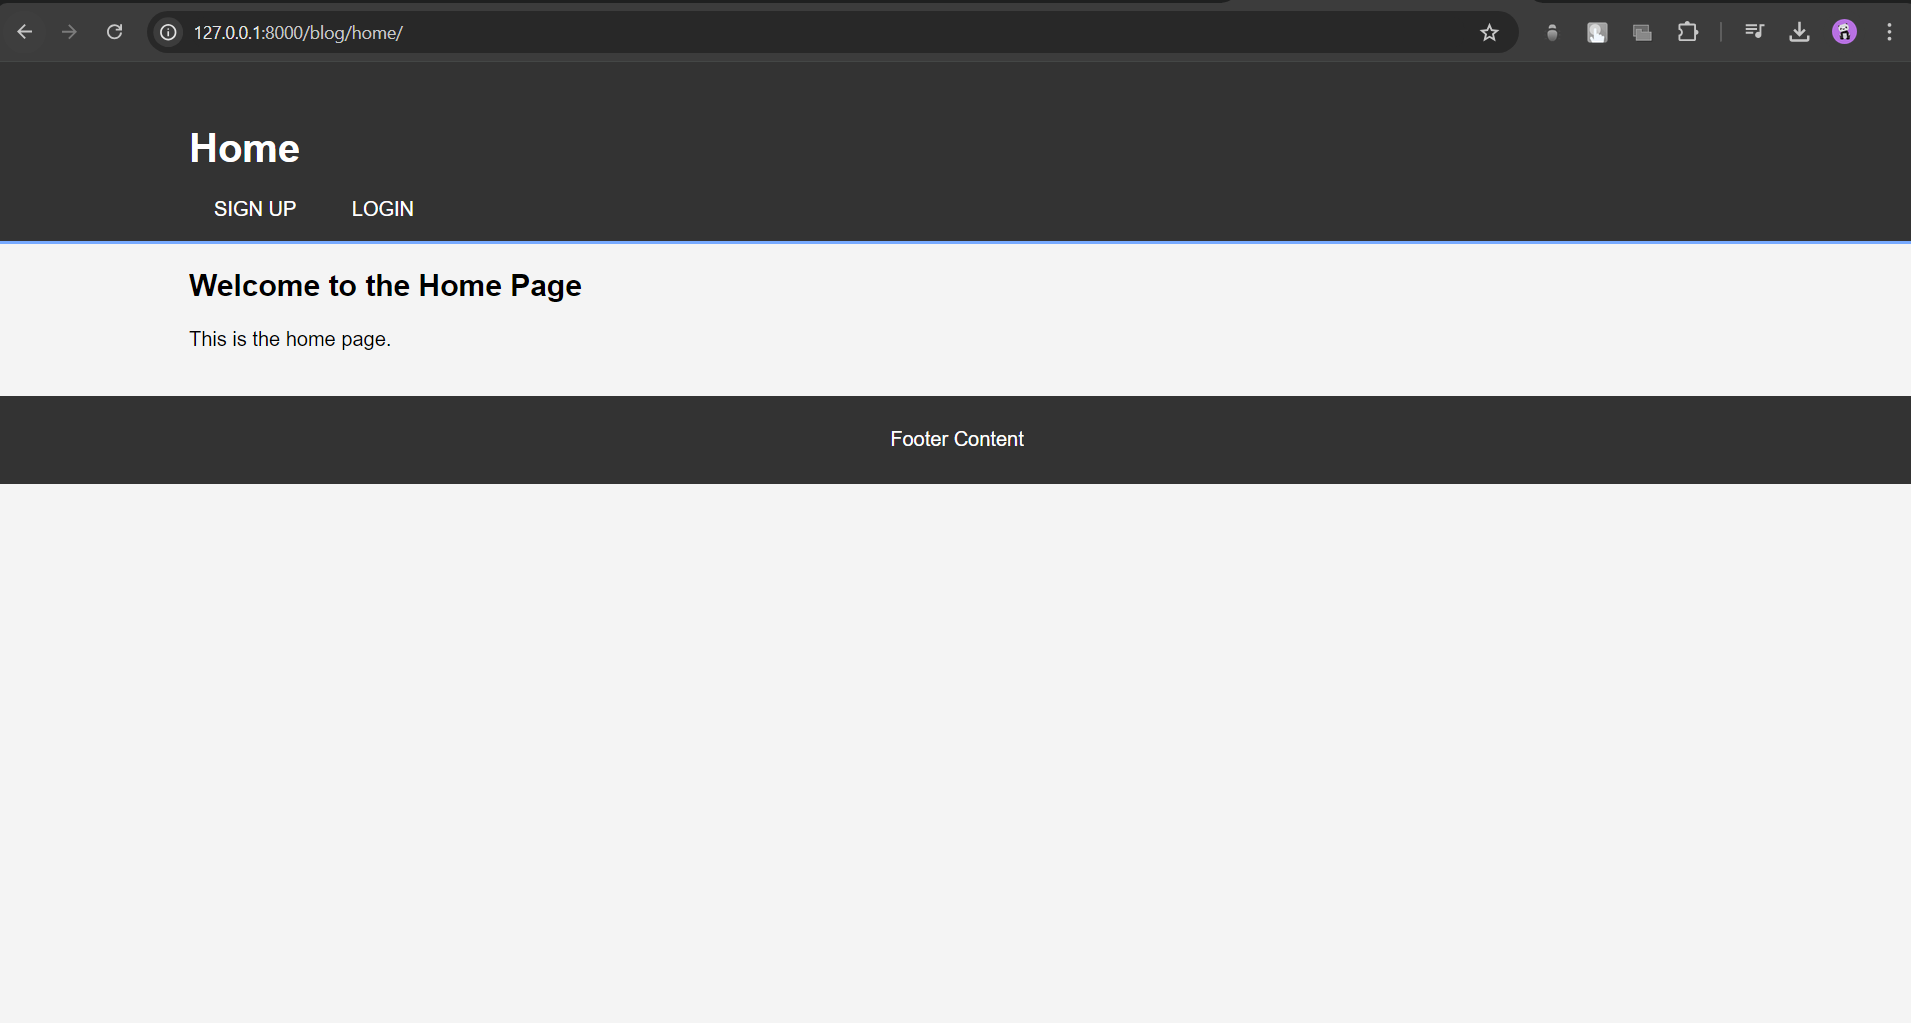 127.0.0.1:8000/blog/home/
Home
SIGN UP LOGIN
Welcome to the Home Page
This is the home page.
Footer Content